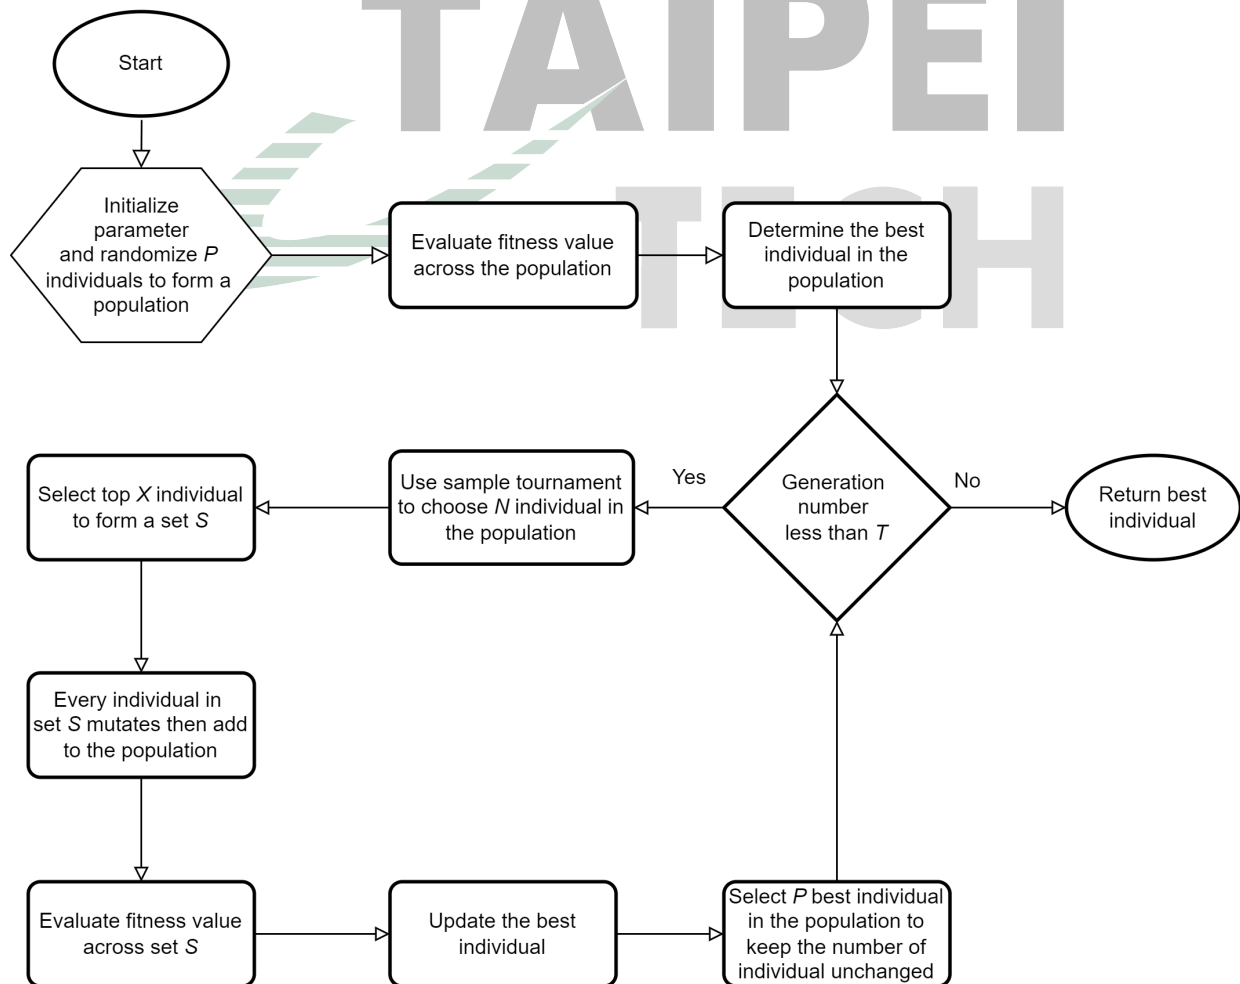 TAIPEI
TECH
Start
Initialize
parameter
and randomize P
individuals to form a
population
Evaluate fitness value
across the population
Determine the best
individual in the
population
Generation
number
less than T
Yes
No
Return best
individual
Use sample tournament
to choose N individual in
the population
Select top X individual
to form a set S
Every individual in
set S mutates then add
to the population
Evaluate fitness value
across set S
Update the best
individual
Select P best individual
in the population to
keep the number of
individual unchanged